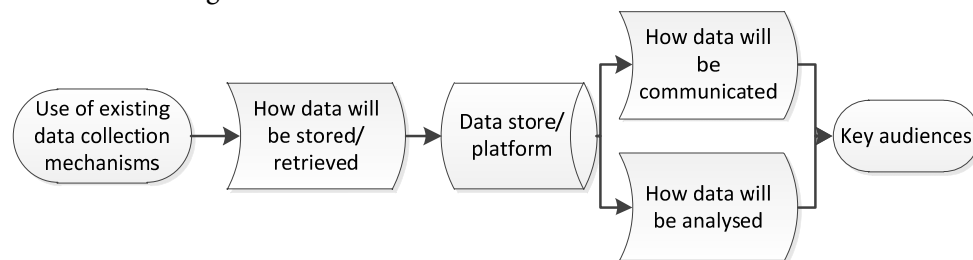 Use of existing
data collection
mechanisms
How data will
be stored/
retrieved
Data store/
platform
How data will
be
communicated
How data will
be analysed
Key audiences